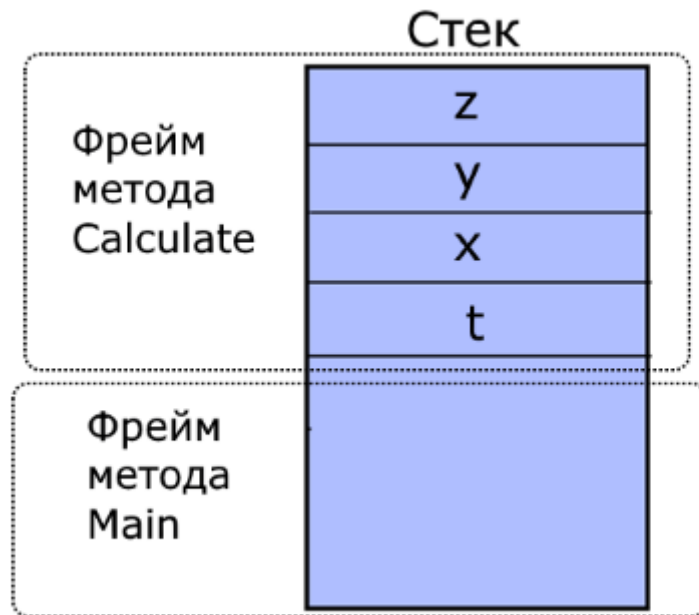 Стек
Фрейм
метода
Calculate
z
y
x
t
Фрейм
метода
Main